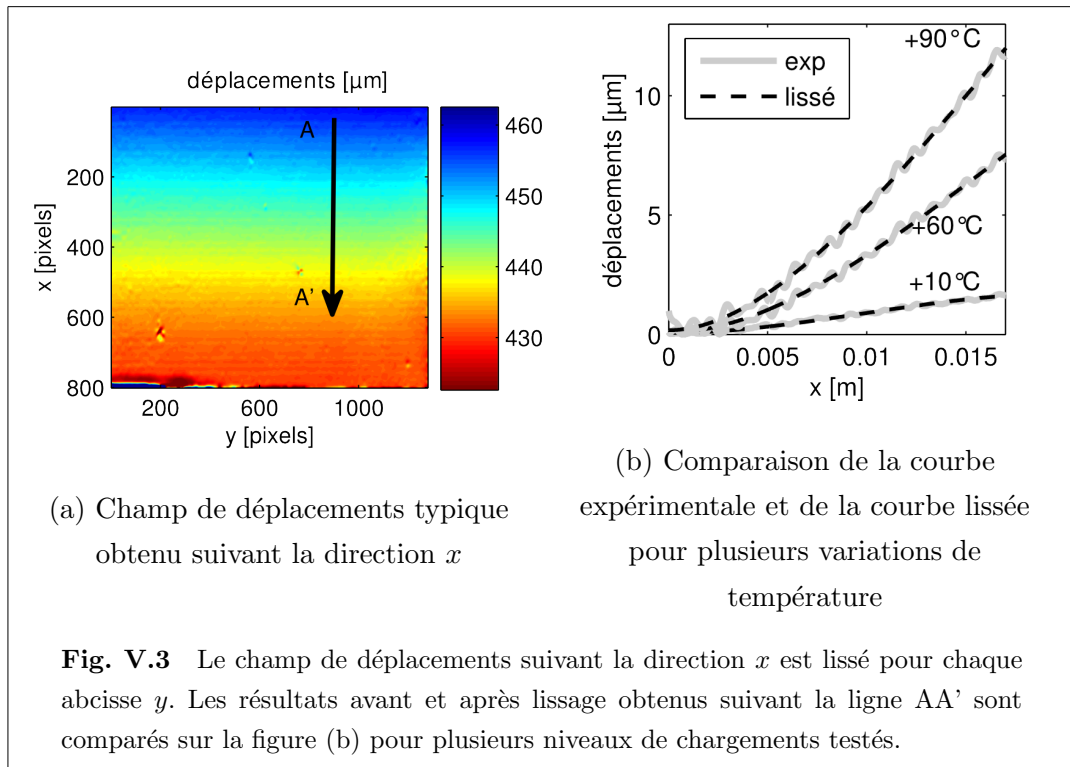 déplacements [µm]
A
A'
200
400
600
800
x [pixels]
200
600
1000
y [pixels]
460
450
440
430
exp
lissé
+90°C
+60°C
+10°C
10
5
0
déplacements [µm]
0
0.005
0.01
0.015
x [m]
(a) Champ de déplacements typique
obtenu suivant la direction x
(b) Comparaison de la courbe
expérimentale et de la courbe lissée
pour plusieurs variations de
température
Fig. V.3 Le champ de déplacements suivant la direction x est lissé pour chaque
abcisse y. Les résultats avant et après lissage obtenus suivant la ligne AA' sont
comparés sur la figure (b) pour plusieurs niveaux de chargements testés.